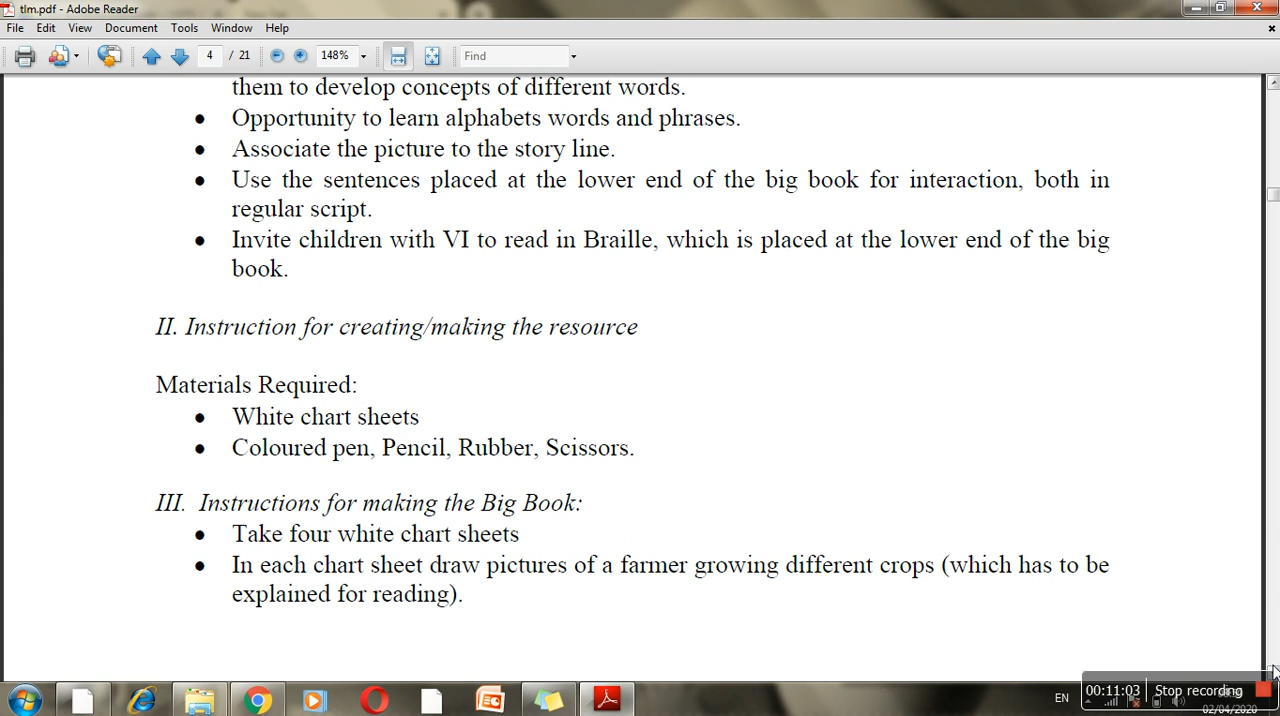 tlm.pdf - Adobe Reader
File Edit View Document Tools Window Help
4 / 21 148% Find
them to develop concepts of different words.
● Opportunity to learn alphabets words and phrases.
● Associate the picture to the story line.
● Use the sentences placed at the lower end of the big book for interaction, both in
regular script.
● Invite children with VI to read in Braille, which is placed at the lower end of the big
book.
II. Instruction for creating/making the resource
Materials Required:
● White chart sheets
● Coloured pen, Pencil, Rubber, Scissors.
III. Instructions for making the Big Book:
● Take four white chart sheets
● In each chart sheet draw pictures of a farmer growing different crops (which has to be
explained for reading).
EN 00:11:03 Stop recording
02/04/2020